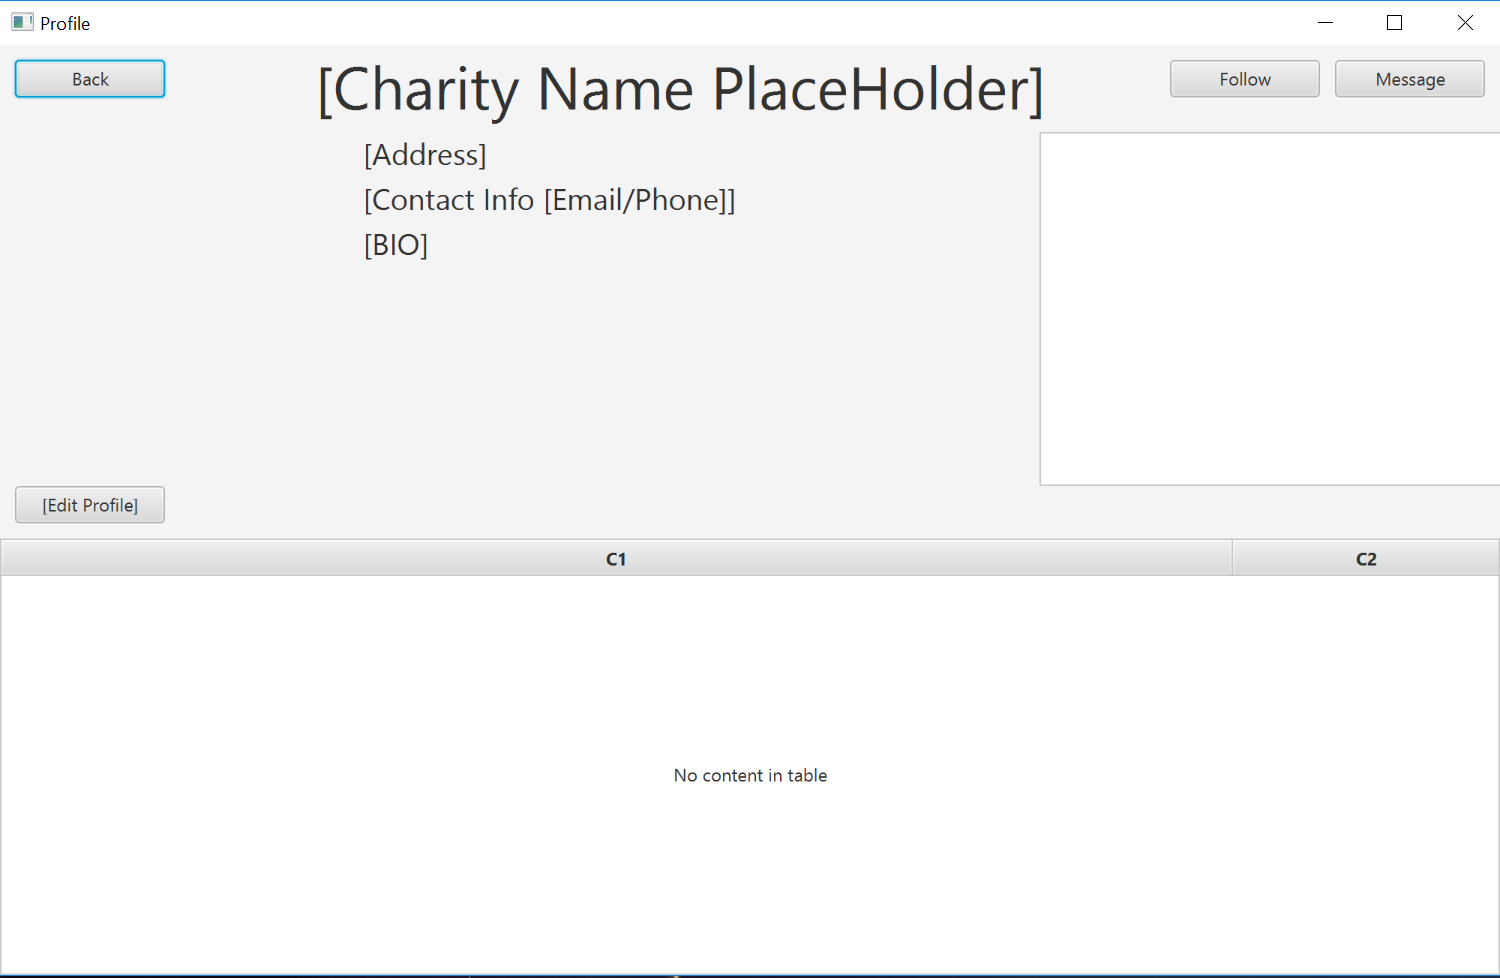 Profile
Back
[Charity Name PlaceHolder]
Follow
Message
[Address]
[Contact Info [Email/Phone]]
[BIO]
[Edit Profile]
C1
C2
No content in table